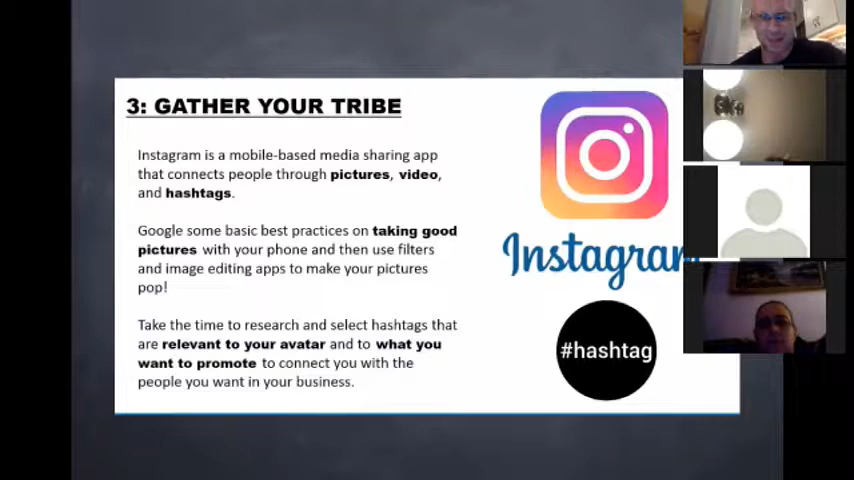 3: GATHER YOUR TRIBE
Instagram is a mobile-based media sharing app
that connects people through pictures, video,
and hashtags.
Google some basic best practices on taking good
pictures with your phone and then use filters
and image editing apps to make your pictures
pop!
Take the time to research and select hashtags that
are relevant to your avatar and to what you
want to promote to connect you with the
people you want in your business.
Instagram
#hashtag